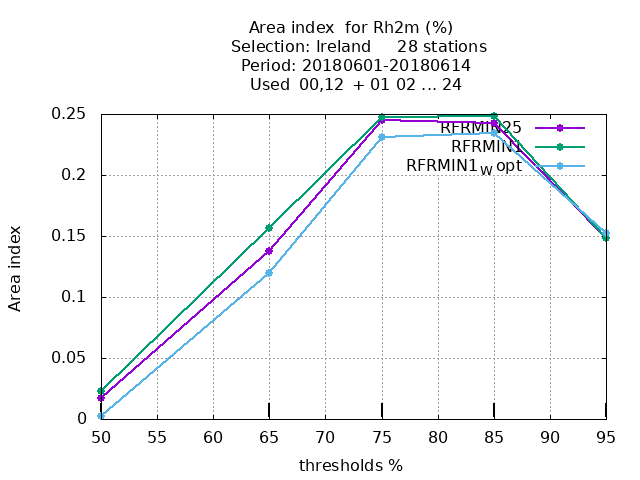 Area index for Rh2m (%)
Selection: Ireland 28 stations
Period: 20180601-20180614
Used 00,12 + 01 02 ... 24
RFRMIN25
RFRMIN1
RFRMIN1W opt
0.25
0.2
0.15
0.1
0.05
0
Area index
50 55 60 65 70 75 80 85 90 95
thresholds %